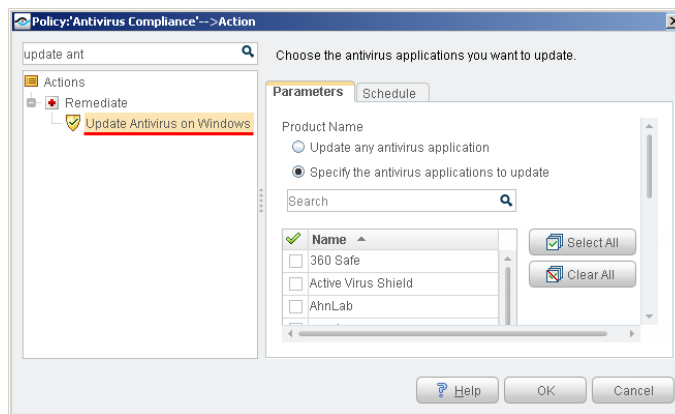 Policy:'Antivirus Compliance'-->Action
update ant
Actions
Remediate
Update Antivirus on Windows
Choose the antivirus applications you want to update.
Parameters
Schedule
Product Name
Update any antivirus application
Specify the antivirus applications to update
Search
Name
360 Safe
Active Virus Shield
AhnLab
Select All
Clear All
Help
OK
Cancel